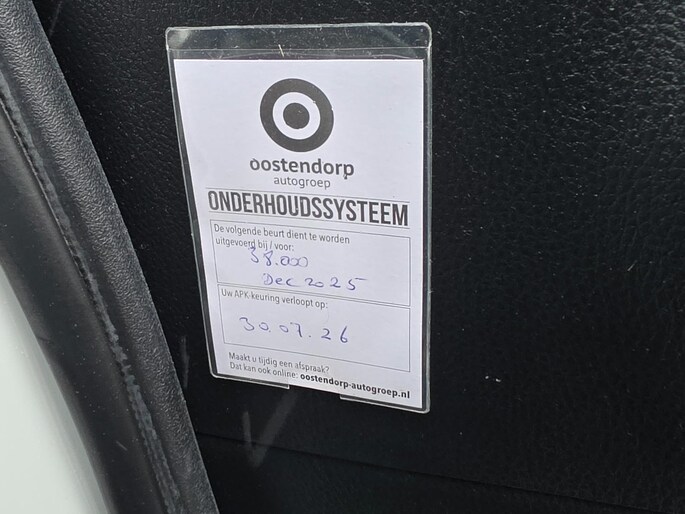 oostendorp
autogroep
ONDERHOUDSSYSTEEM
De volgende beurt dient te worden
uitgevoerd bij / voor:
38.000
Dec 2025
Uw APK-keuring verloopt op:
30.07.26
Maakt u tijdig een afspraak?
Dat kan ook online: oostendorp-autogroep.nl